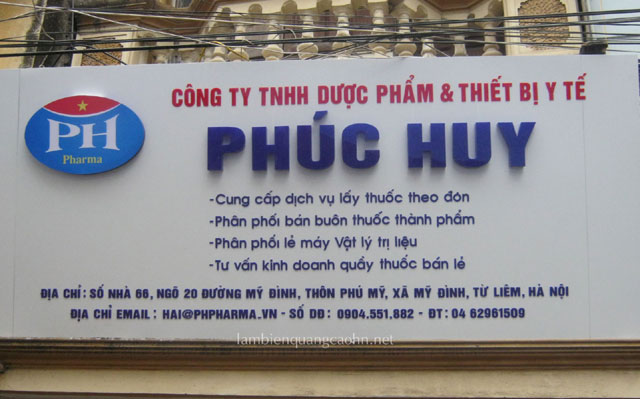 CÔNG TY TNHH DƯỢC PHẨM & THIẾT BỊ Y TẾ
PH
Pharma
PHÚC HUY
-Cung cấp dịch vụ lấy thuốc theo đón
-Phân phối bán buôn thuốc thành phẩm
-Phân phối lẻ máy Vật lý trị liệu
-Tư vấn kinh doanh quầy thuốc bán lẻ
ĐỊA CHỈ: SỐ NHÀ 66, NGÕ 20 ĐƯỜNG MỸ ĐÌNH, THÔN PHÚ MỸ, XÃ MỸ ĐÌNH, TỪ LIÊM, HÀ NỘI
ĐỊA CHỈ EMAIL : HAI@PHPHARMA.VN - SỐ DĐ: 0904.551.882 - ĐT: 04 62961509
lambienquangcaohn.net